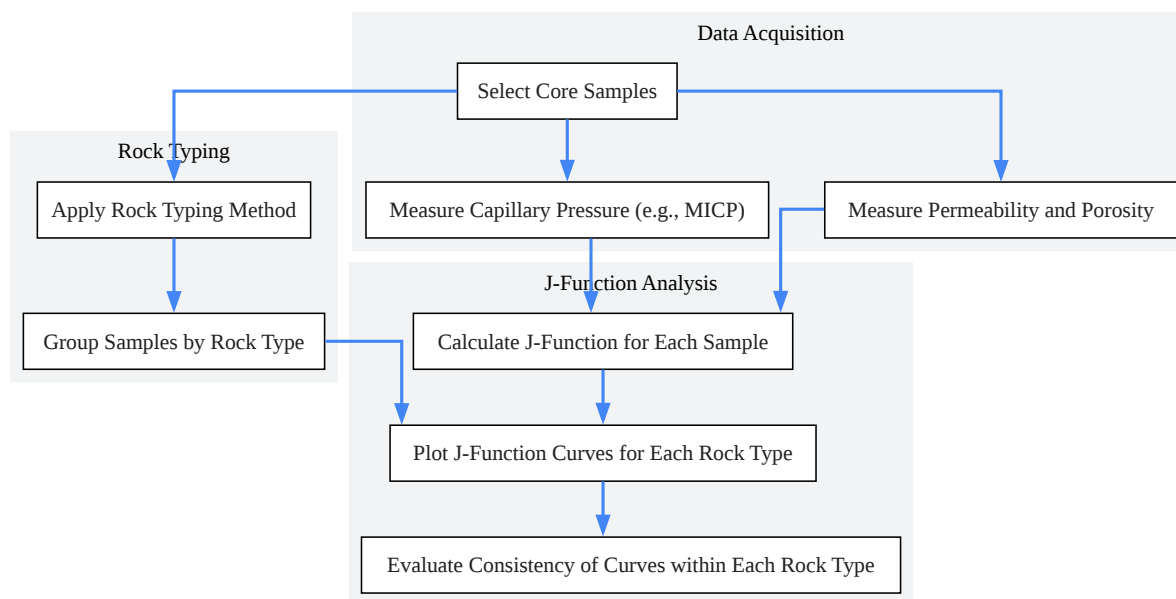 Data Acquisition
Select Core Samples
Rock Typing
Apply Rock Typing Method
Measure Capillary Pressure (e.g., MICP)
Measure Permeability and Porosity
J-Function Analysis
Group Samples by Rock Type
Calculate J-Function for Each Sample
Plot J-Function Curves for Each Rock Type
Evaluate Consistency of Curves within Each Rock Type